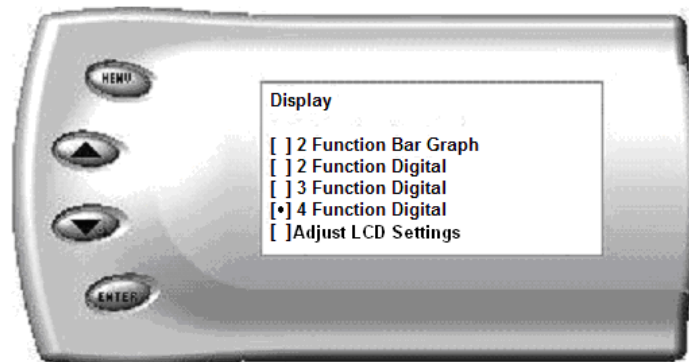 MENU
Display
[ ] 2 Function Bar Graph
[ ] 2 Function Digital
[ ] 3 Function Digital
[•] 4 Function Digital
[ ]Adjust LCD Settings
ENTER